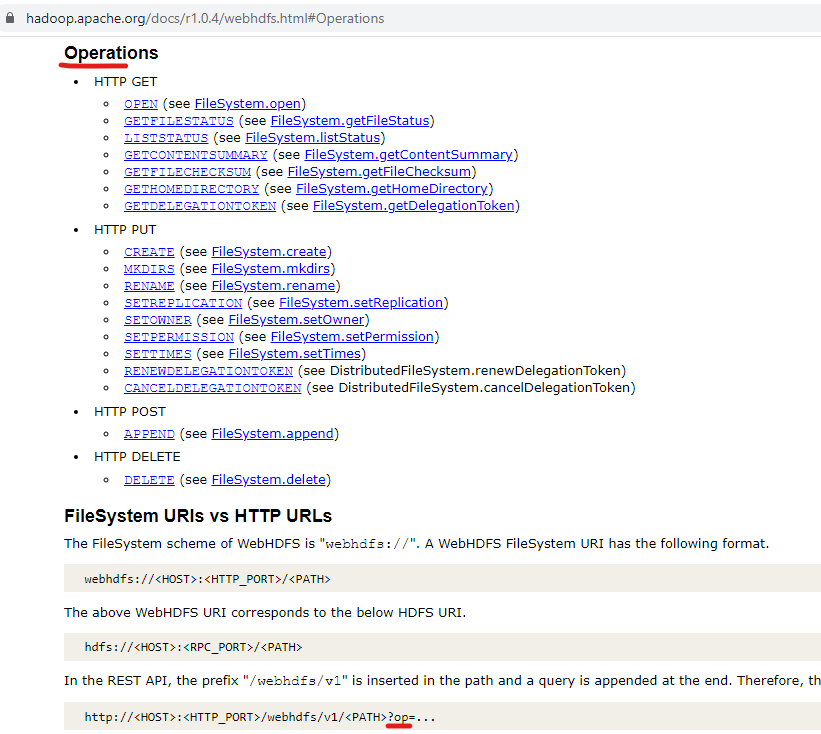 hadoop.apache.org/docs/r1.0.4/webhdfs.html#Operations
Operations
• HTTP GET
◦ OPEN (see FileSystem.open)
◦ GETFILESTATUS (see FileSystem.getFileStatus)
◦ LISTSTATUS (see FileSystem.listStatus)
◦ GETCONTENTSUMMARY (see FileSystem.getContentSummary)
◦ GETFILECHECKSUM (see FileSystem.getFileChecksum)
◦ GETHOMEDIRECTORY (see FileSystem.getHomeDirectory)
◦ GETDELEGATIONTOKEN (see FileSystem.getDelegationToken)
• HTTP PUT
◦ CREATE (see FileSystem.create)
◦ MKDIRS (see FileSystem.mkdirs)
◦ RENAME (see FileSystem.rename)
◦ SETREPLICATION (see FileSystem.setReplication)
◦ SETOWNER (see FileSystem.setOwner)
◦ SETPERMISSION (see FileSystem.setPermission)
◦ SETTIMES (see FileSystem.setTimes)
◦ RENEWDELEGATIONTOKEN (see DistributedFileSystem.renewDelegationToken)
◦ CANCELDELEGATIONTOKEN (see DistributedFileSystem.cancelDelegationToken)
• HTTP POST
◦ APPEND (see FileSystem.append)
• HTTP DELETE
◦ DELETE (see FileSystem.delete)
FileSystem URIs vs HTTP URLs
The FileSystem scheme of WebHDFS is "webhdfs://". A WebHDFS FileSystem URI has the following format.
webhdfs://<HOST>:<HTTP_PORT>/<PATH>
The above WebHDFS URI corresponds to the below HDFS URI.
hdfs://<HOST>:<RPC_PORT>/<PATH>
In the REST API, the prefix "/webhdfs/v1" is inserted in the path and a query is appended at the end. Therefore, th
http://<HOST>:<HTTP_PORT>/webhdfs/v1/<PATH>?op=...